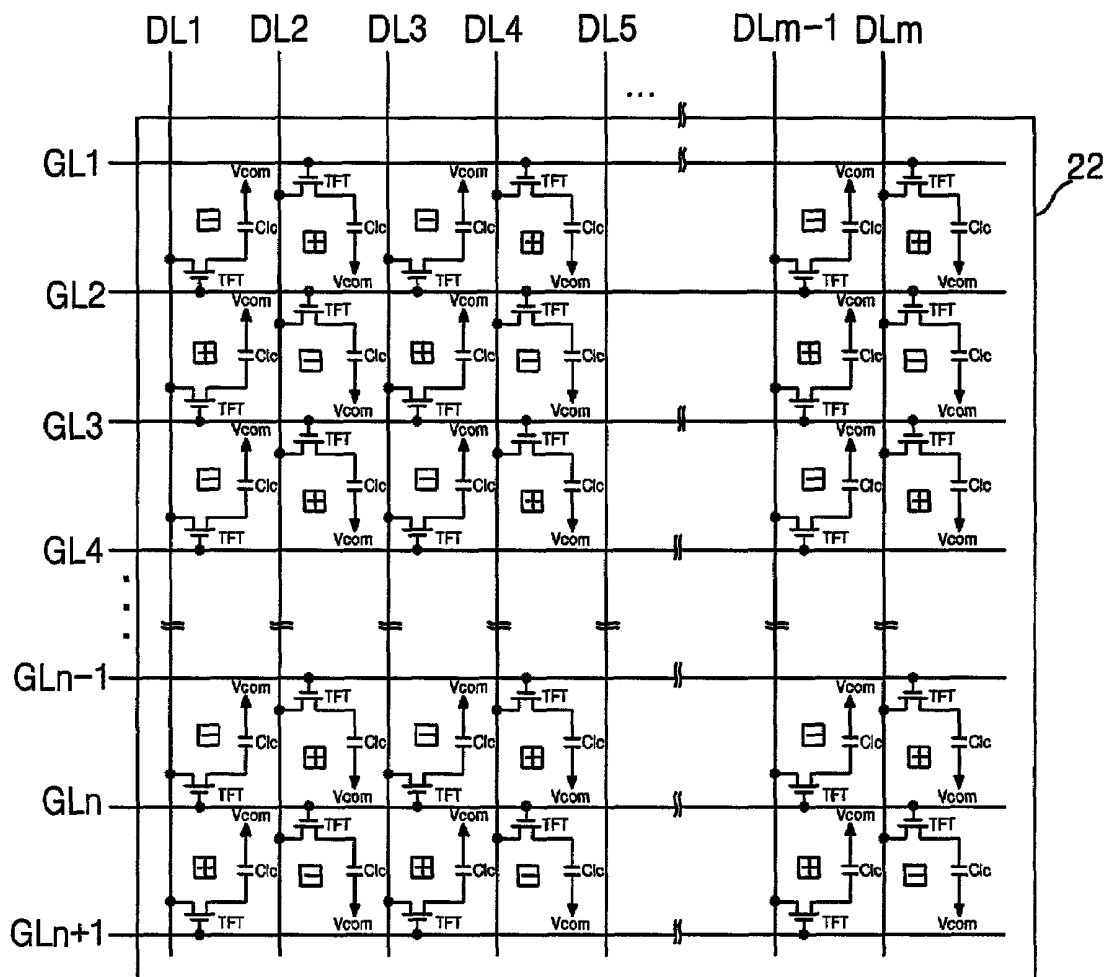 DL1 DL2 DL3 DL4 DL5 DLm-1 DLm
...
GL1
22
Vcom TFT Vcom TFT Vcom TFT
− Clc + Clc − Clc + Clc − Clc + Clc
TFT Vcom TFT Vcom TFT Vcom
GL2
Vcom TFT Vcom TFT Vcom TFT
+ Clc − Clc + Clc − Clc + Clc − Clc
TFT Vcom TFT Vcom TFT Vcom
GL3
Vcom TFT Vcom TFT Vcom TFT
− Clc + Clc − Clc + Clc − Clc + Clc
TFT Vcom TFT Vcom TFT Vcom
GL4
...
GLn-1
Vcom TFT Vcom TFT Vcom TFT
− Clc + Clc − Clc + Clc − Clc + Clc
TFT Vcom TFT Vcom TFT Vcom
GLn
Vcom TFT Vcom TFT Vcom TFT
+ Clc − Clc + Clc − Clc + Clc − Clc
TFT Vcom TFT Vcom TFT Vcom
GLn+1